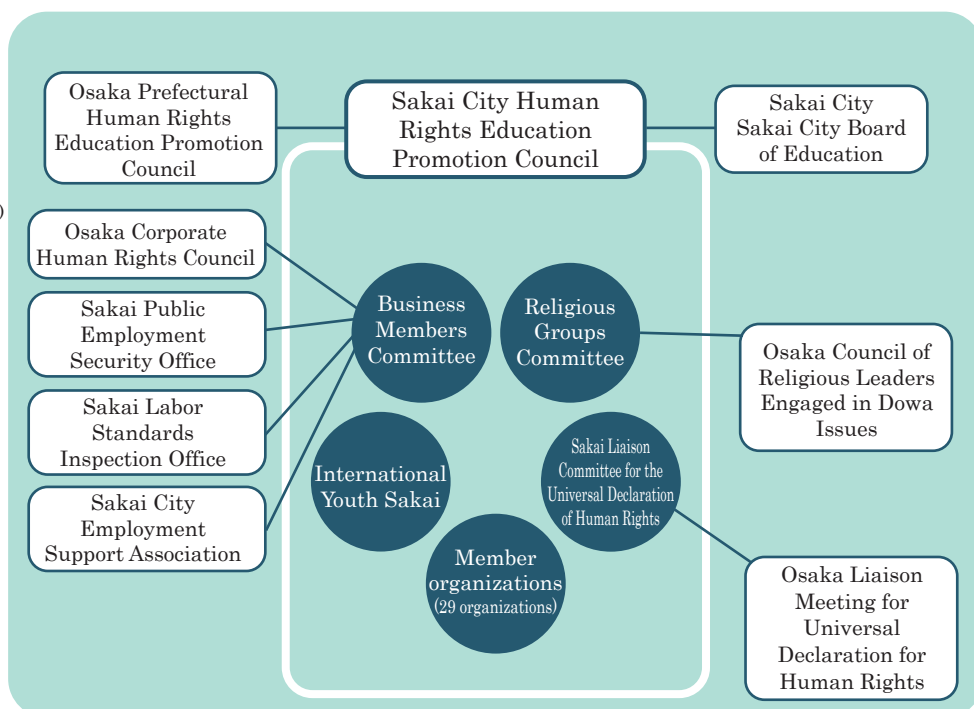 Osaka Prefectural
Human Rights
Education Promotion
Council
Sakai City Human
Rights Education
Promotion Council
Sakai City
Sakai City Board
of Education
)
Osaka Corporate
Human Rights Council
Sakai Public
Employment
Security Office
Sakai Labor
Standards
Inspection Office
Sakai City
Employment
Support Association
Business
Members
Committee
Religious
Groups
Committee
International
Youth Sakai
Sakai Liaison
Committee for the
Universal Declaration
of Human Rights
Member
organizations
(29 organizations)
Osaka Council of
Religious Leaders
Engaged in Dowa
Issues
Osaka Liaison
Meeting for
Universal
Declaration for
Human Rights